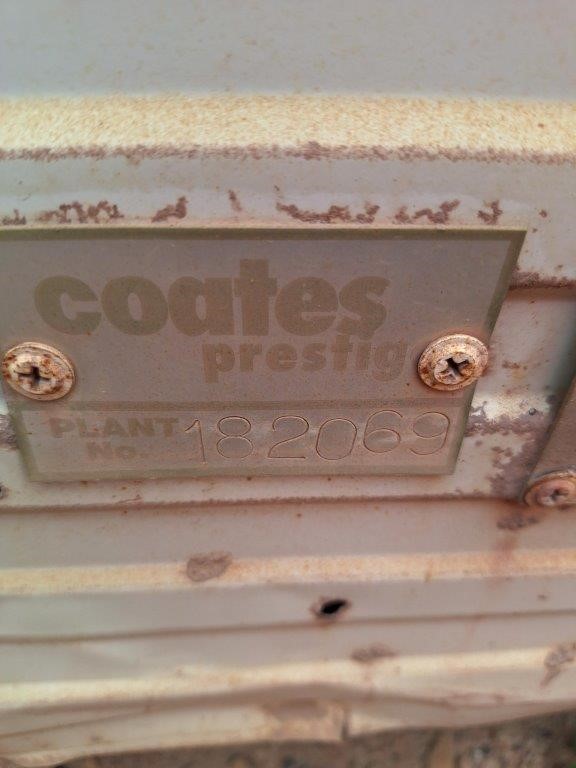 coates
prestig
PLANT
No. 182069